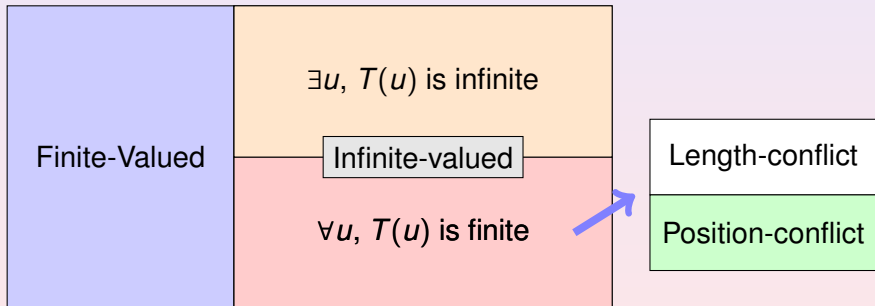 ∃u, T(u) is infinite
Finite-Valued
Infinite-valued
Length-conflict
∀u, T(u) is finite
Position-conflict